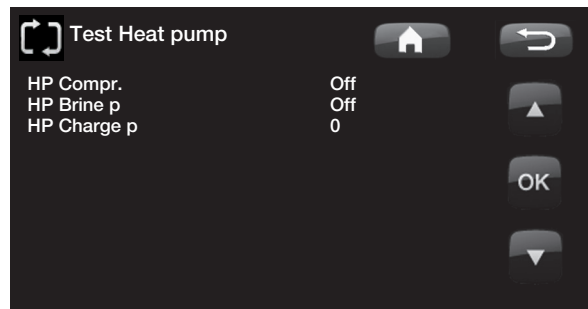 Test Heat pump
HP Compr. Off
HP Brine p Off
HP Charge p 0
OK